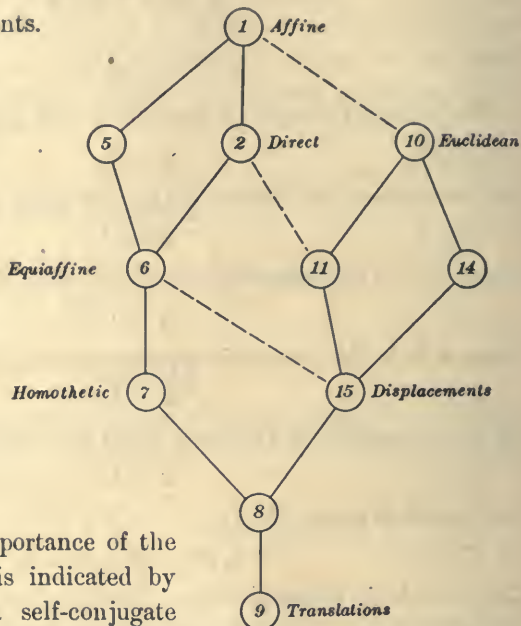 nts.
1 Affine
5 2 Direct 10 Euclidean
Equiaffine 6 11 14
Homothetic 7 15 Displacements
8
portance of the
is indicated by
self-conjugate
9 Translations